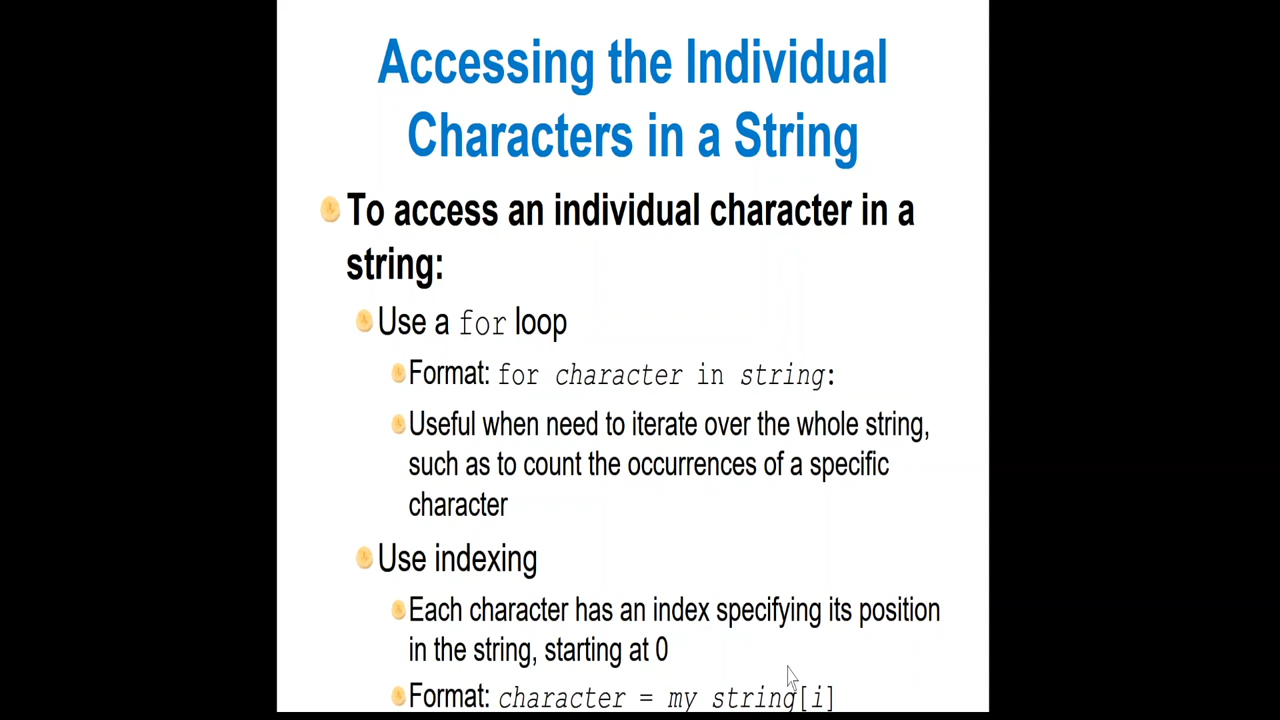 Accessing the Individual
Characters in a String
To access an individual character in a
string:
Use a for loop
Format: for character in string:
Useful when need to iterate over the whole string,
such as to count the occurrences of a specific
character
Use indexing
Each character has an index specifying its position
in the string, starting at 0
Format: character = my string[i]